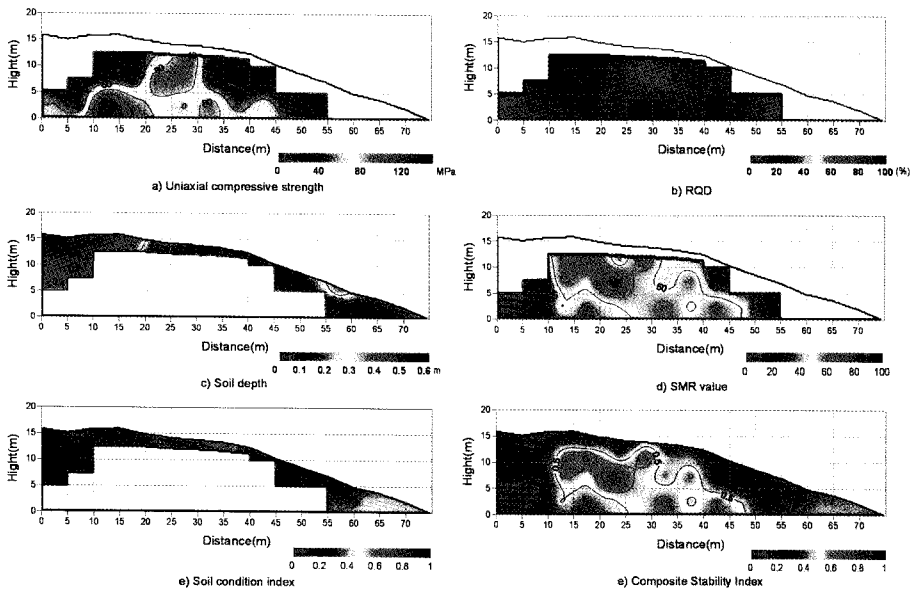 20
15
10
5
0
Hight(m)
0 5 10 15 20 25 30 35 40 45 50 55 60 65 70
Distance(m)
0 40 80 120 MPa
a) Uniaxial compressive strength
20
15
10
5
0
Hight(m)
0 5 10 15 20 25 30 35 40 45 50 55 60 65 70
Distance(m)
0 20 40 60 80 100 (%)
b) RQD
20
15
10
5
0
Hight(m)
0 5 10 15 20 25 30 35 40 45 50 55 60 65 70
Distance(m)
0 0.1 0.2 0.3 0.4 0.5 0.6 m
c) Soil depth
20
15
10
5
0
Hight(m)
60
0 5 10 15 20 25 30 35 40 45 50 55 60 65 70
Distance(m)
0 20 40 60 80 100
d) SMR value
20
15
10
5
0
Hight(m)
0 5 10 15 20 25 30 35 40 45 50 55 60 65 70
Distance(m)
0 0.2 0.4 0.6 0.8 1
e) Soil condition index
20
15
10
5
0
Hight(m)
0 5 10 15 20 25 30 35 40 45 50 55 60 65 70
Distance(m)
0 0.2 0.4 0.6 0.8 1
e) Composite Stability Index